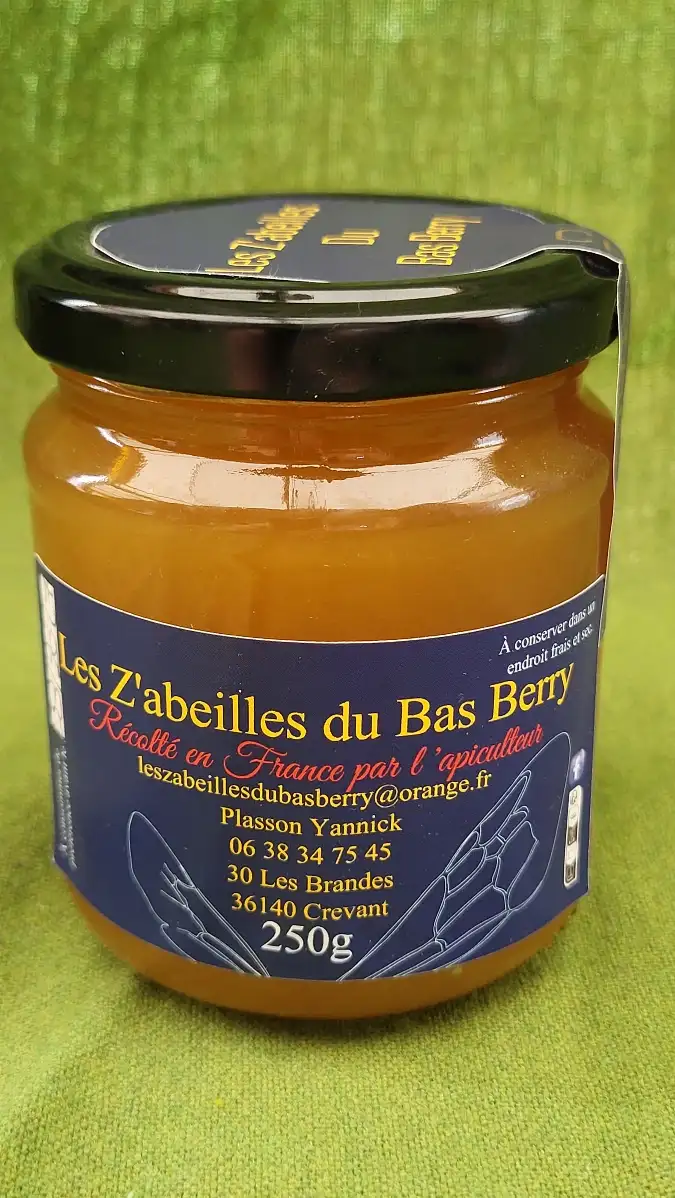 Les Z'abeilles
Du
Bas Berry
À conserver dans un
endroit frais et sec.
Les Z'abeilles du Bas Berry
Récolté en France par l'apiculteur
leszabeillesdubasberry@orange.fr
Plasson Yannick
06 38 34 75 45
30 Les Brandes
36140 Crevant
250g